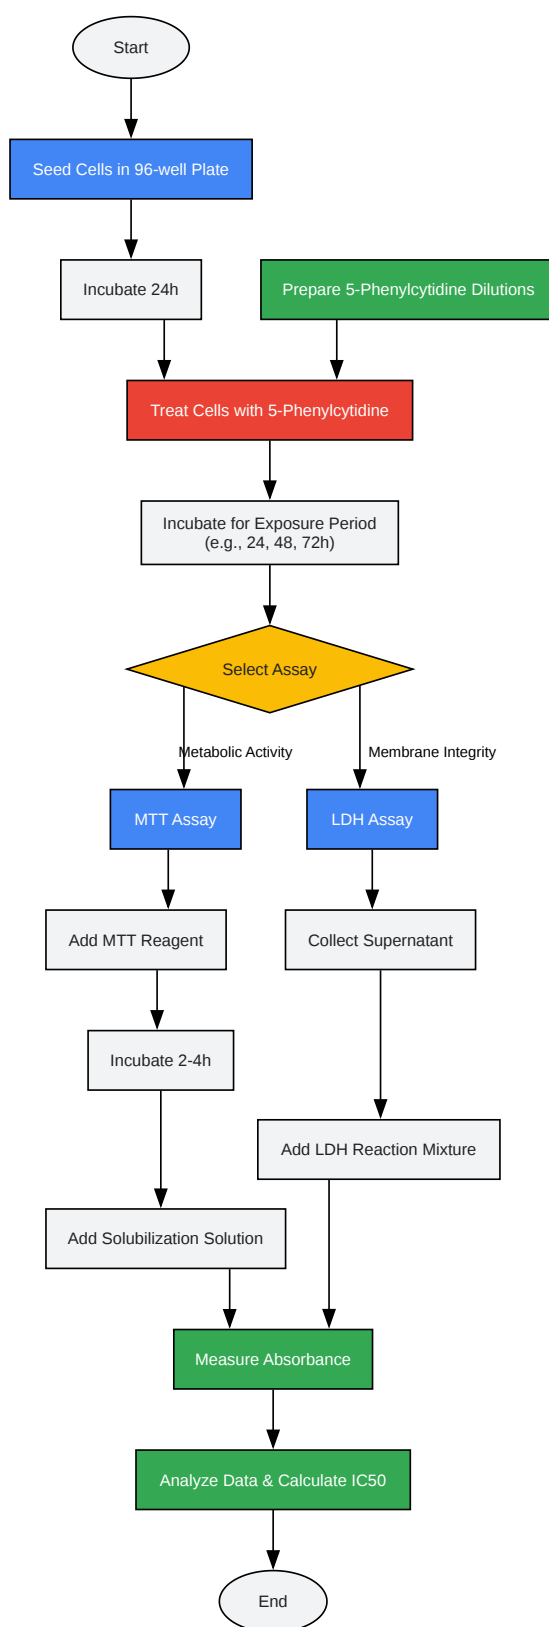 Start
Seed Cells in 96-well Plate
Incubate 24h
Prepare 5-Phenylcytidine Dilutions
Treat Cells with 5-Phenylcytidine
Incubate for Exposure Period
(e.g., 24, 48, 72h)
Select Assay
Metabolic Activity
Membrane Integrity
MTT Assay
LDH Assay
Add MTT Reagent
Collect Supernatant
Incubate 2-4h
Add LDH Reaction Mixture
Add Solubilization Solution
Measure Absorbance
Analyze Data & Calculate IC50
End